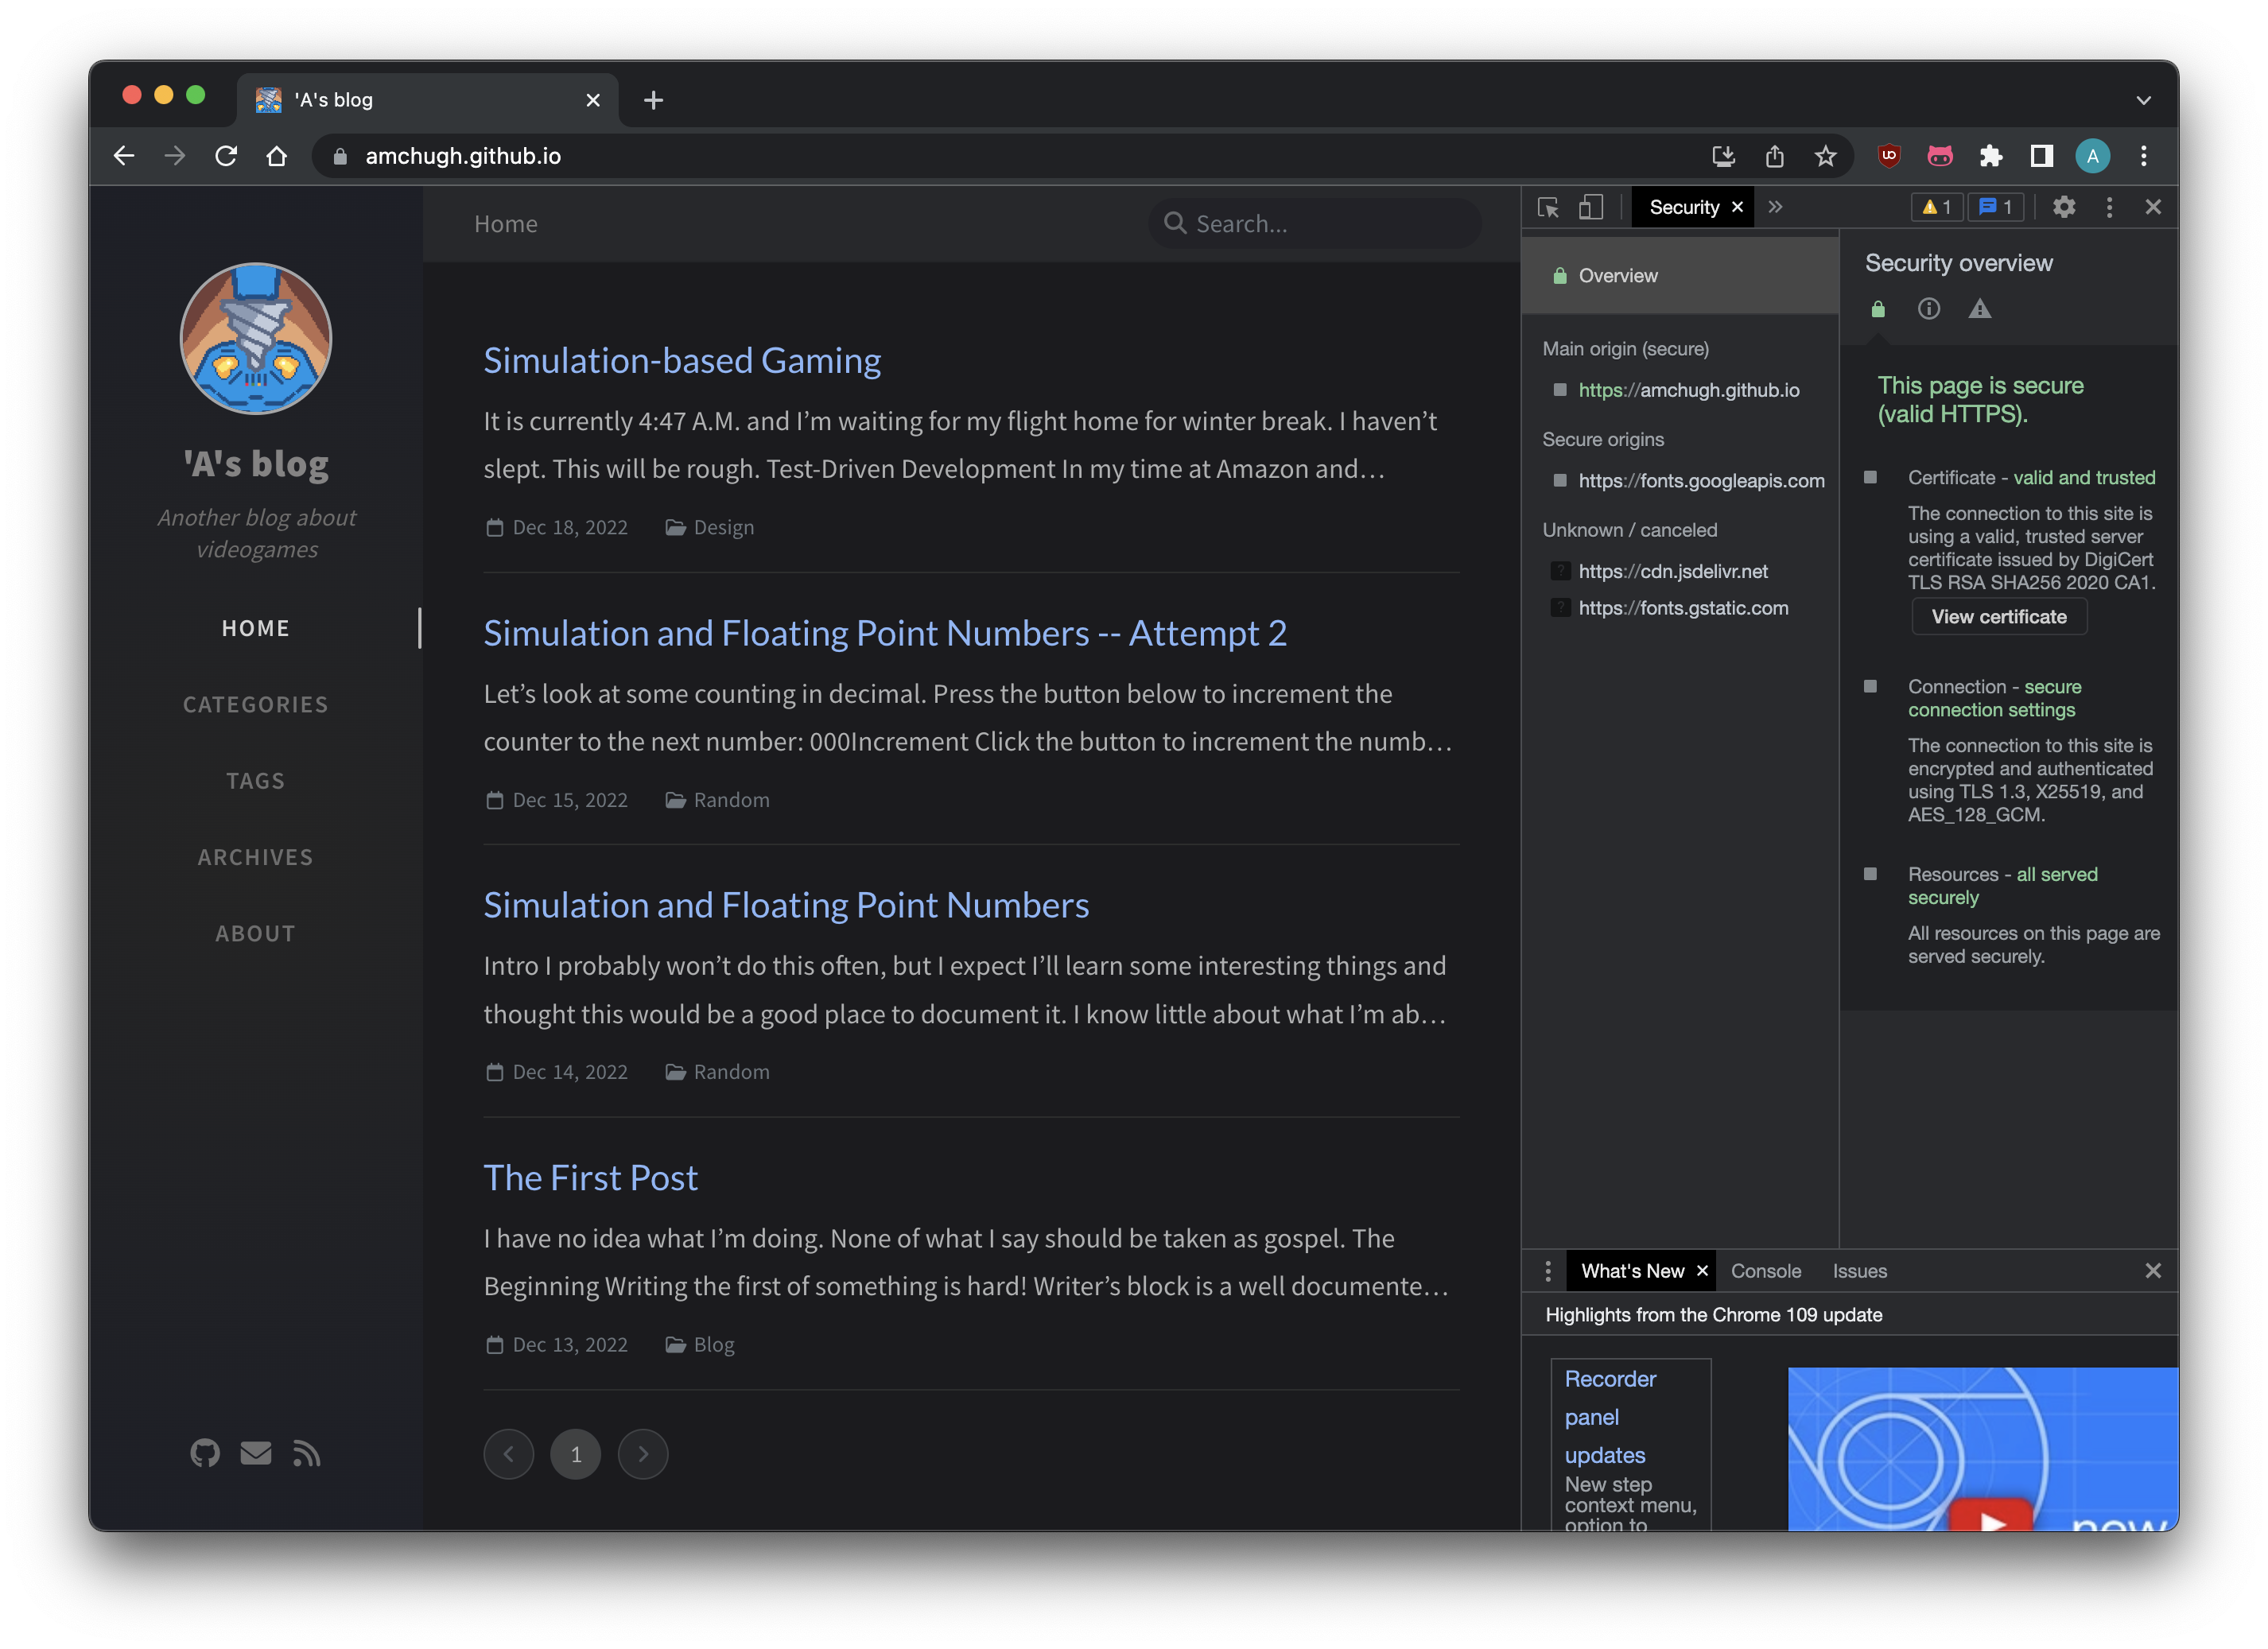 'A's blog
amchugh.github.io
A
'A's blog
Another blog about
videogames
HOME
CATEGORIES
TAGS
ARCHIVES
ABOUT
Home
Search...
Simulation-based Gaming
It is currently 4:47 A.M. and I’m waiting for my flight home for winter break. I haven’t
slept. This will be rough. Test-Driven Development In my time at Amazon and…
Dec 18, 2022 Design
Simulation and Floating Point Numbers -- Attempt 2
Let’s look at some counting in decimal. Press the button below to increment the
counter to the next number: 000Increment Click the button to increment the numb…
Dec 15, 2022 Random
Simulation and Floating Point Numbers
Intro I probably won’t do this often, but I expect I’ll learn some interesting things and
thought this would be a good place to document it. I know little about what I’m ab…
Dec 14, 2022 Random
The First Post
I have no idea what I’m doing. None of what I say should be taken as gospel. The
Beginning Writing the first of something is hard! Writer’s block is a well documente…
Dec 13, 2022 Blog
1
Security
1 1
Overview
Main origin (secure)
https://amchugh.github.io
Secure origins
https://fonts.googleapis.com
Unknown / canceled
? https://cdn.jsdelivr.net
? https://fonts.gstatic.com
Security overview
This page is secure
(valid HTTPS).
Certificate - valid and trusted
The connection to this site is
using a valid, trusted server
certificate issued by DigiCert
TLS RSA SHA256 2020 CA1.
View certificate
Connection - secure
connection settings
The connection to this site is
encrypted and authenticated
using TLS 1.3, X25519, and
AES_128_GCM.
Resources - all served
securely
All resources on this page are
served securely.
What's New Console Issues
Highlights from the Chrome 109 update
Recorder
panel
updates
New step
context menu,
option to
new